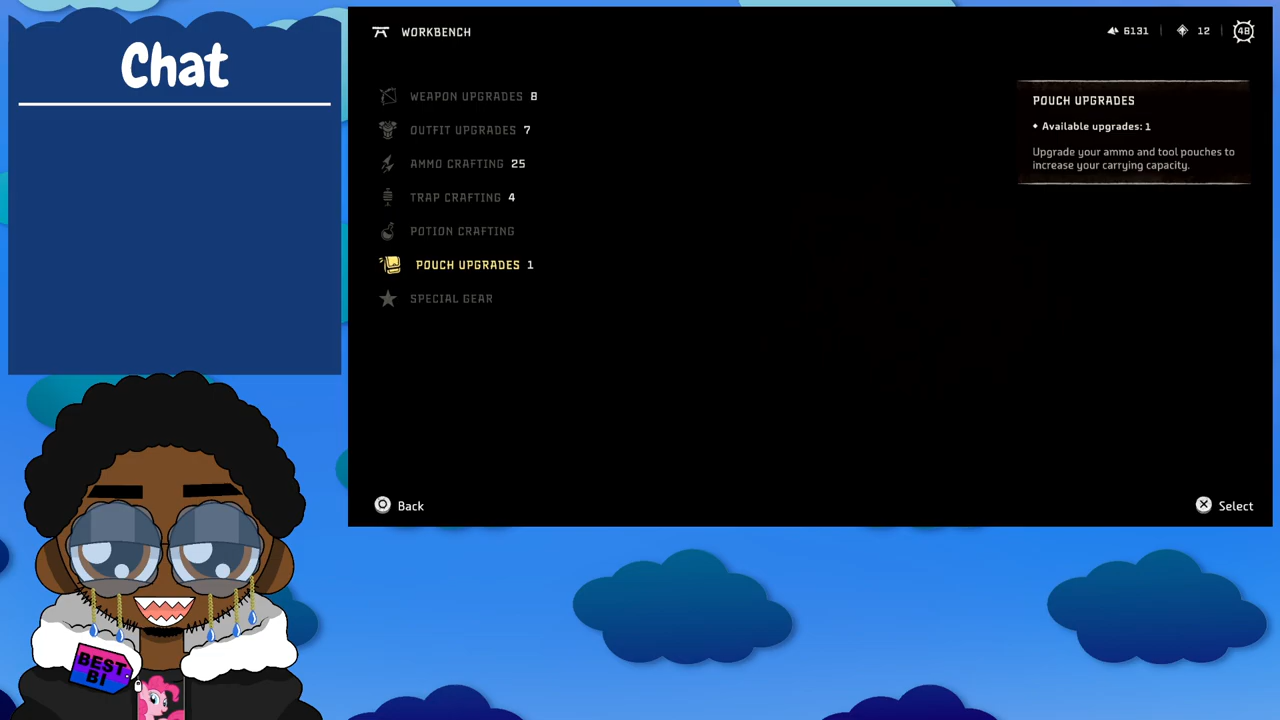 Chat
WORKBENCH
6131
12
48
WEAPON UPGRADES 8
OUTFIT UPGRADES 7
AMMO CRAFTING 25
TRAP CRAFTING 4
POTION CRAFTING
POUCH UPGRADES 1
SPECIAL GEAR
POUCH UPGRADES
Available upgrades: 1
Upgrade your ammo and tool pouches to
increase your carrying capacity.
Back
Select
BEST
BI